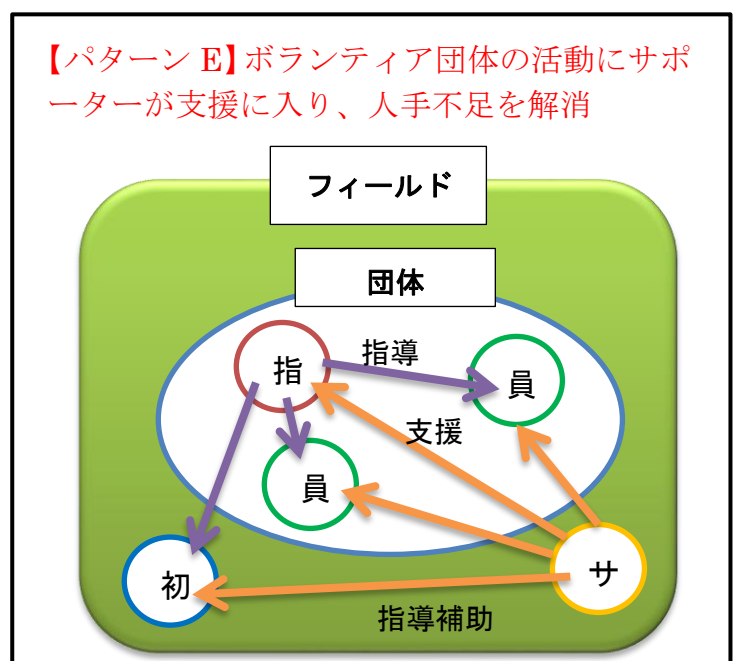 【パターン E】ボランティア団体の活動にサポ
ーターが支援に入り、人手不足を解消
フィールド
団体
指導
指
員
支援
員
初
サ
指導補助